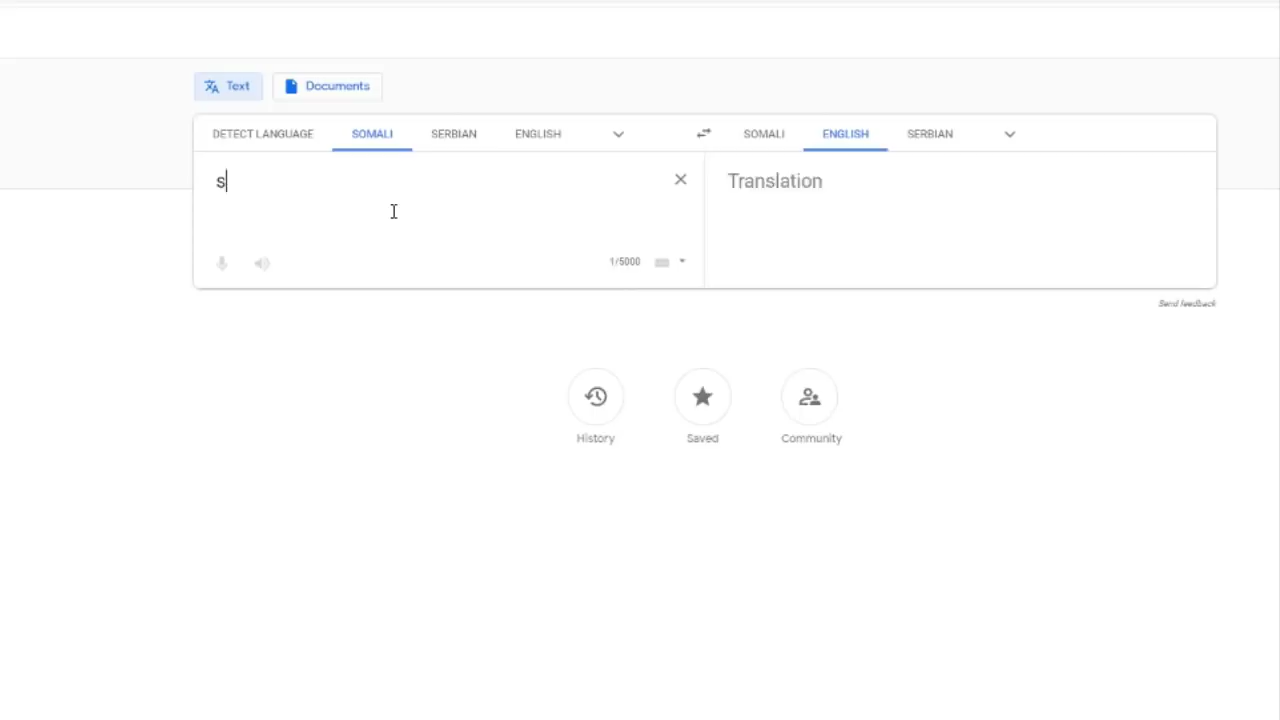 Text Documents
DETECT LANGUAGE SOMALI SERBIAN ENGLISH SOMALI ENGLISH SERBIAN
s Translation
1/5000
Send feedback
History Saved Community